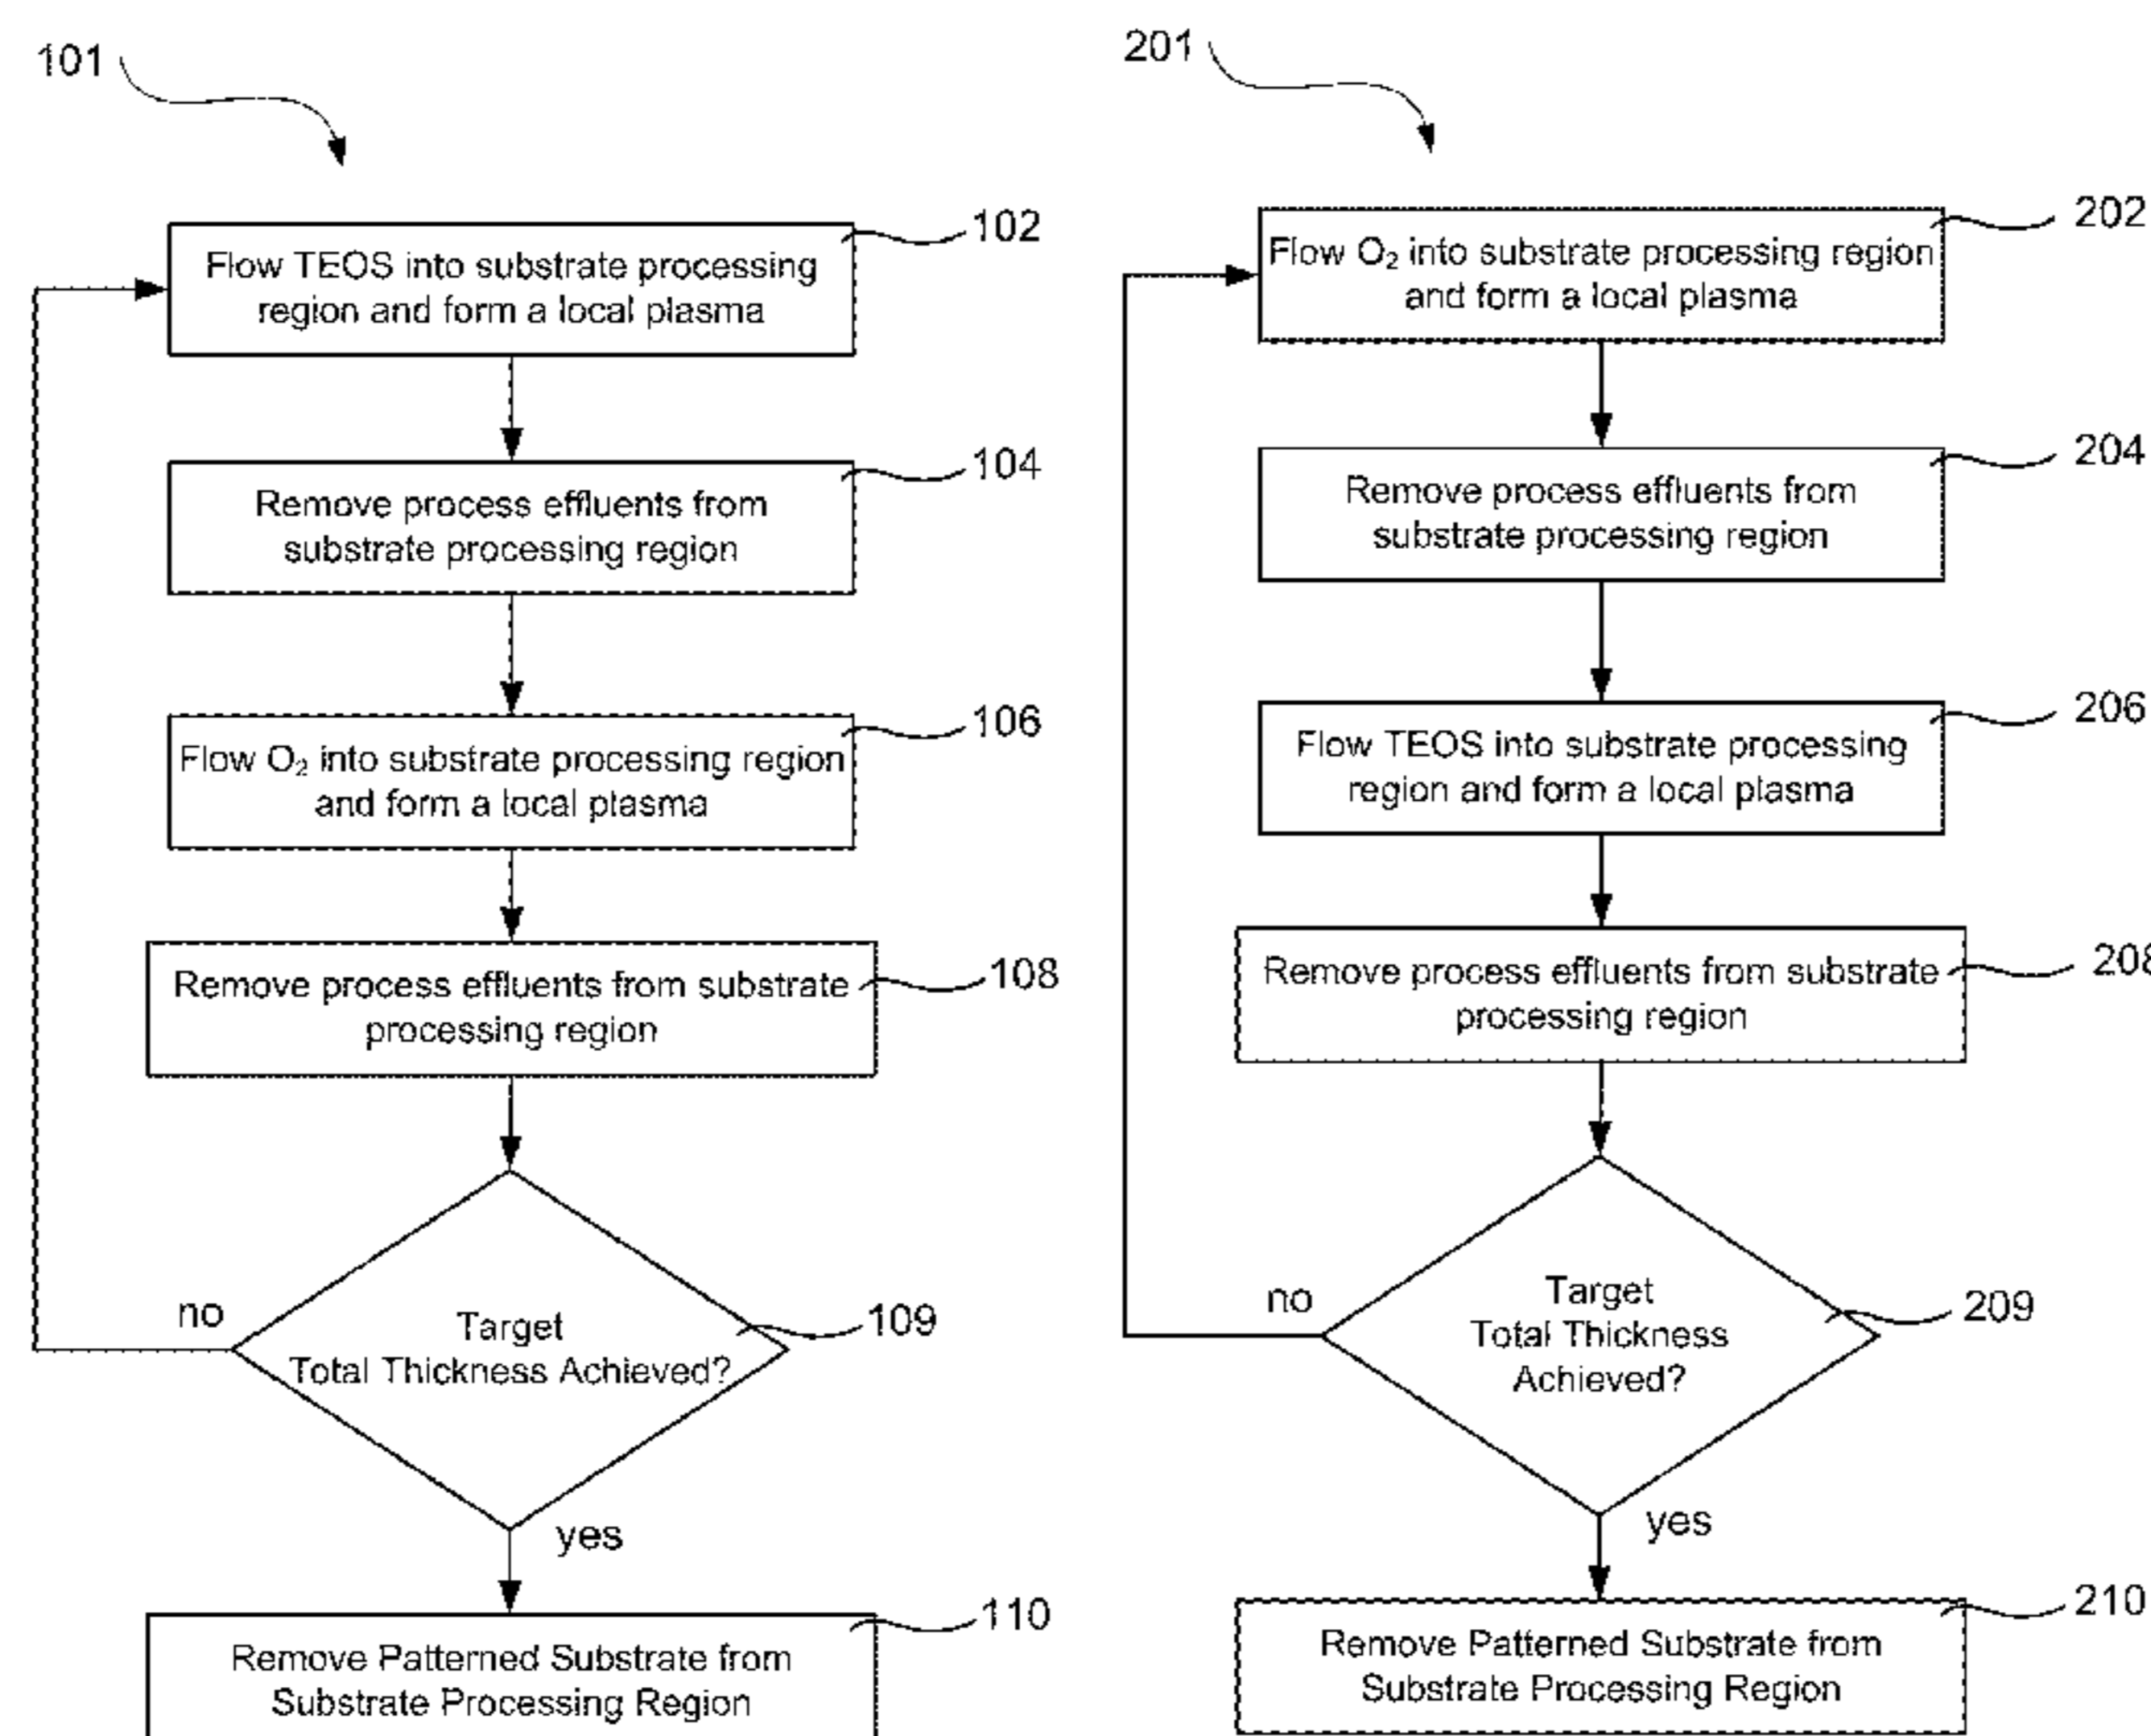 101
Flow TEOS into substrate processing
region and form a local plasma
102
Remove process effluents from
substrate processing region
104
Flow O₂ into substrate processing region
and form a local plasma
106
Remove process effluents from substrate
processing region
108
Target
Total Thickness Achieved?
109
no
yes
Remove Patterned Substrate from
Substrate Processing Region
110
201
Flow O₂ into substrate processing region
and form a local plasma
202
Remove process effluents from
substrate processing region
204
Flow TEOS into substrate processing
region and form a local plasma
206
Remove process effluents from substrate
processing region
208
Target
Total Thickness
Achieved?
209
no
yes
Remove Patterned Substrate from
Substrate Processing Region
210